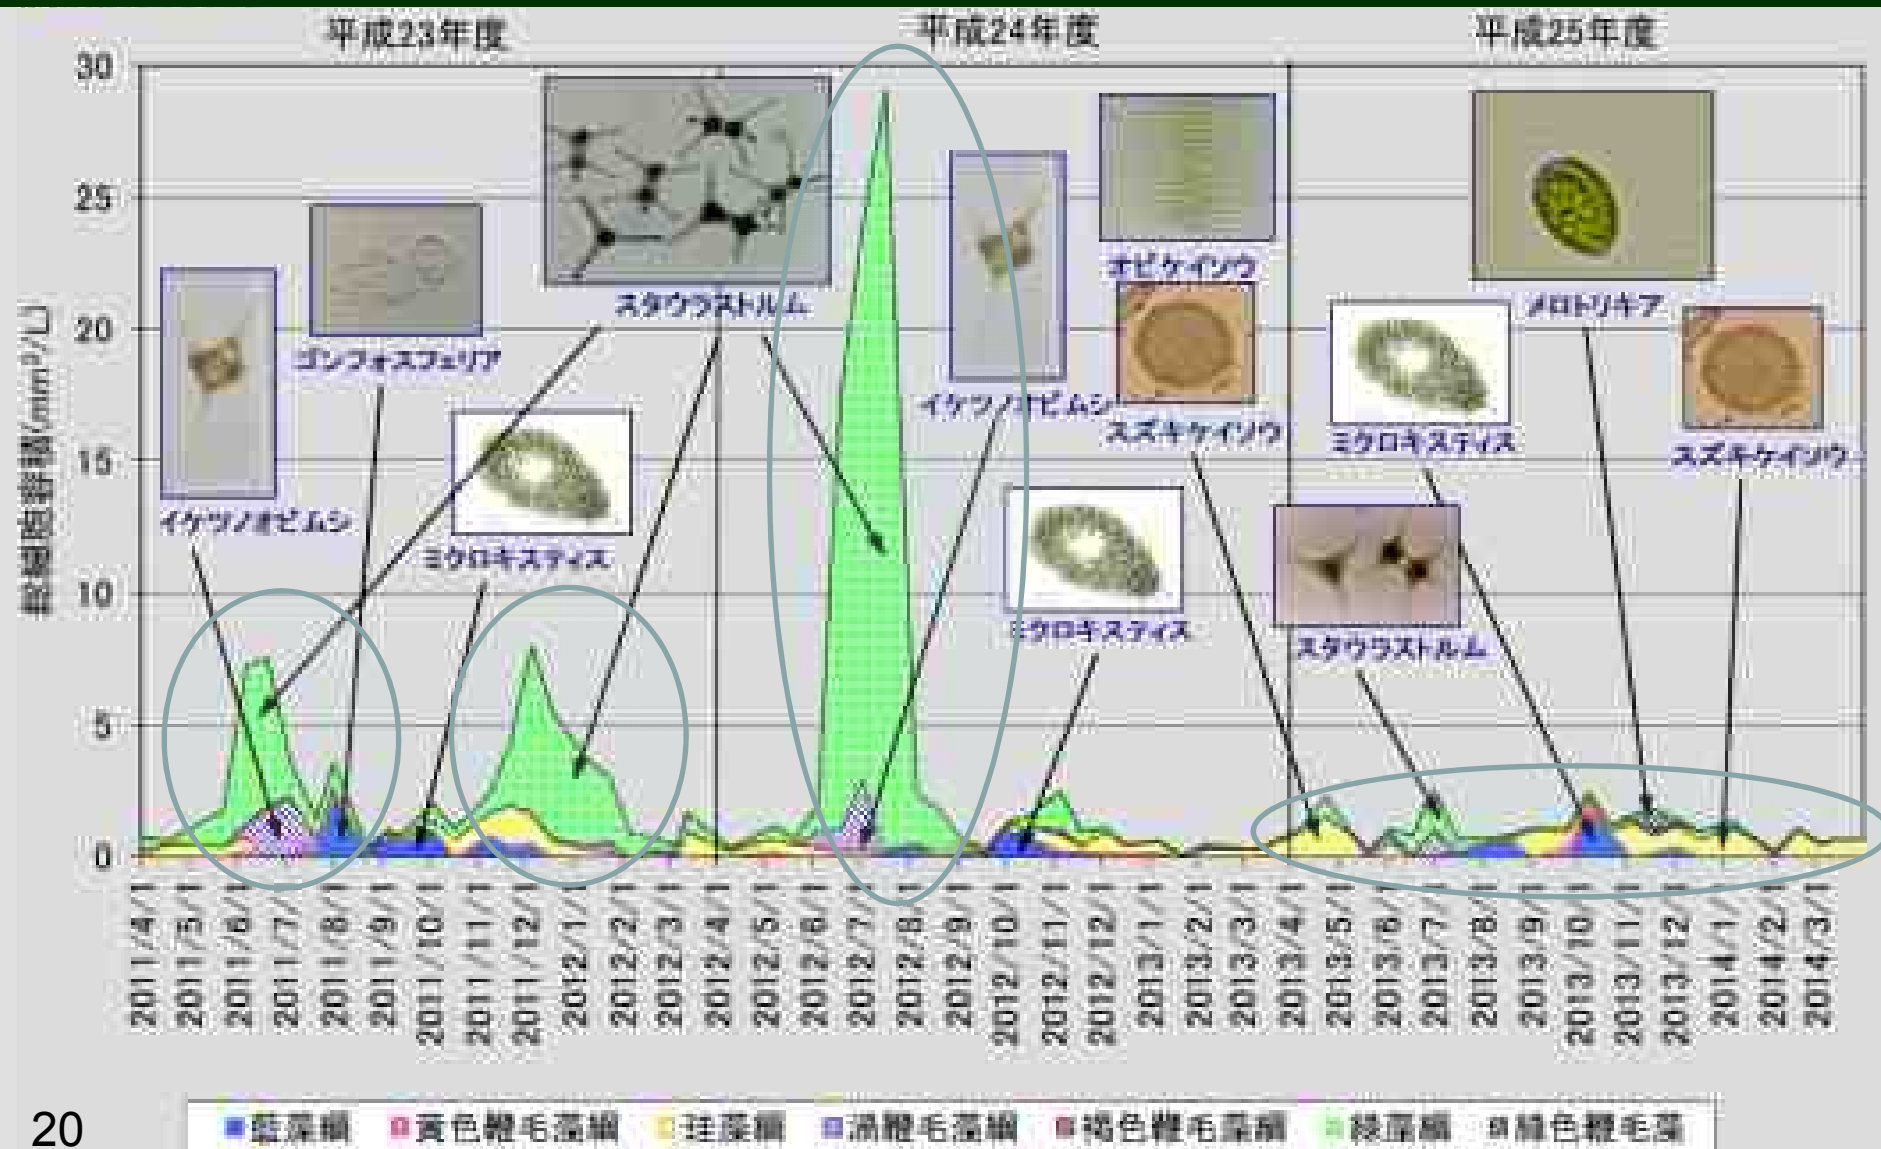 平成23年度
平成24年度
平成25年度
総細胞容積(mm³/L)
30
25
20
15
10
5
0
イケツノオビムシ
ゴンフォスフェリア
ミクロキスティス
スタウラストルム
イケツノオビムシ
オビケイソウ
スズキケイソウ
ミクロキスティス
スタウラストルム
ミクロキスティス
メロトリキア
スズキケイソウ
2011/4/1
2011/5/1
2011/6/1
2011/7/1
2011/8/1
2011/9/1
2011/10/1
2011/11/1
2011/12/1
2012/1/1
2012/2/1
2012/3/1
2012/4/1
2012/5/1
2012/6/1
2012/7/1
2012/8/1
2012/9/1
2012/10/1
2012/11/1
2012/12/1
2013/1/1
2013/2/1
2013/3/1
2013/4/1
2013/5/1
2013/6/1
2013/7/1
2013/8/1
2013/9/1
2013/10/1
2013/11/1
2013/12/1
2014/1/1
2014/2/1
2014/3/1
藍藻綱 黄色鞭毛藻綱 珪藻綱 渦鞭毛藻綱 褐色鞭毛藻綱 緑藻綱 緑色鞭毛藻
20